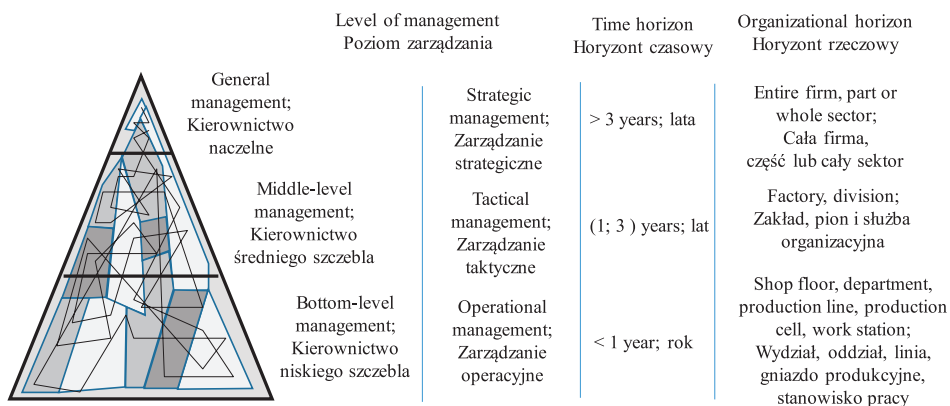 Level of management
Poziom zarządzania
Time horizon
Horyzont czasowy
Organizational horizon
Horyzont rzeczowy
General
management;
Kierownictwo
naczelne
Strategic
management;
Zarządzanie
strategiczne
> 3 years; lata
Entire firm, part or
whole sector;
Cała firma,
część lub cały sektor
Middle-level
management;
Kierownictwo
średniego szczebla
Tactical
management;
Zarządzanie
taktyczne
(1; 3 ) years; lat
Factory, division;
Zakład, pion i służba
organizacyjna
Bottom-level
management;
Kierownictwo
niskiego szczebla
Operational
management;
Zarządzanie
operacyjne
< 1 year; rok
Shop floor, department,
production line, production
cell, work station;
Wydział, oddział, linia,
gniazdo produkcyjne,
stanowisko pracy